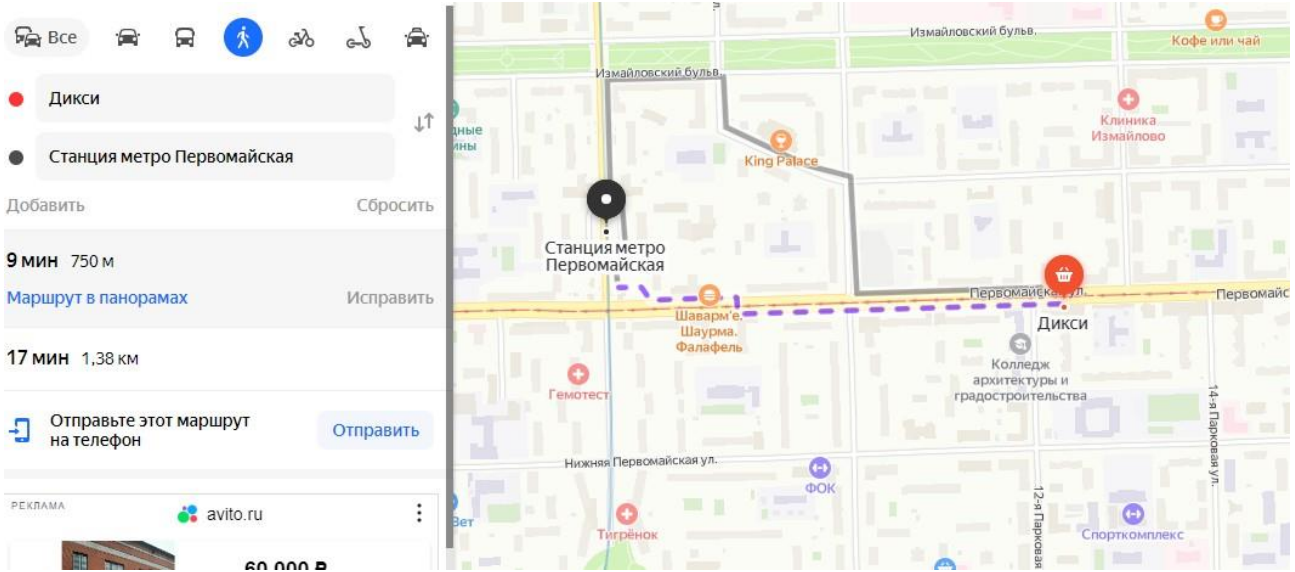 Все
Дикси
Станция метро Первомайская
Добавить
Сбросить
9 мин 750 м
Маршрут в панорамах
Исправить
17 мин 1,38 км
Отправьте этот маршрут
на телефон
Отправить
РЕКЛАМА
avito.ru
60 000 ₽
Измайловский бульв.
Кофе или чай
Измайловский бульв.
Клиника
Измайлово
King Palace
Станция метро
Первомайская
Первомайская ул.
Первомайс
Дикси
Шаварм'е.
Шаурма.
Фалафель
Колледж
архитектуры и
градостроительства
Гемотест
14-я Парковая ул.
Нижняя Первомайская ул.
ФОК
12-я Парковая
Тигрёнок
Спорткомплекс